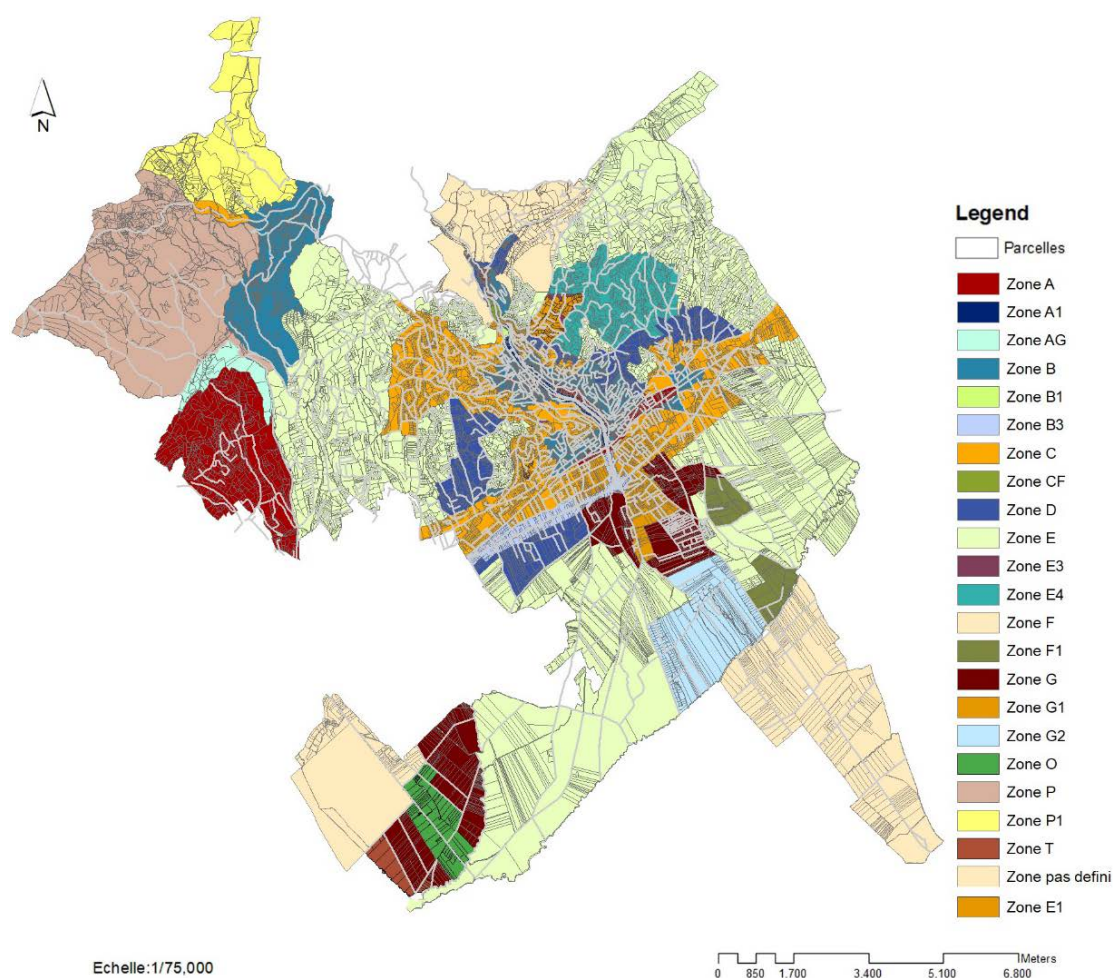 N
Legend
Parcelles
Zone A
Zone A1
Zone AG
Zone B
Zone B1
Zone B3
Zone C
Zone CF
Zone D
Zone E
Zone E3
Zone E4
Zone F
Zone F1
Zone G
Zone G1
Zone G2
Zone O
Zone P
Zone P1
Zone T
Zone pas defini
Zone E1
Echelle:1/75,000
Meters
0 850 1.700 3.400 5.100 6.800